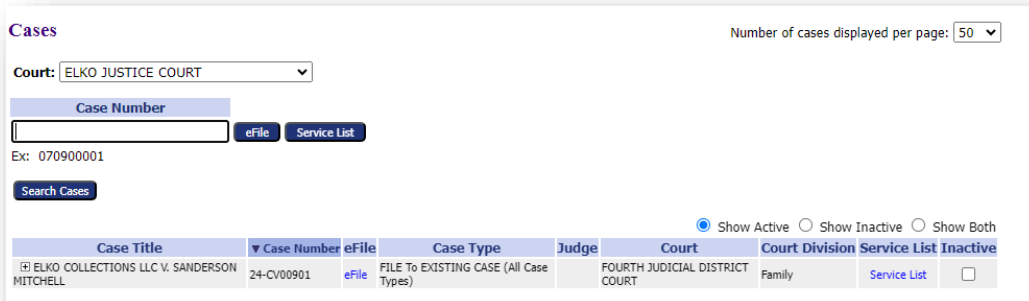 Cases
Number of cases displayed per page: 50
Court: ELKO JUSTICE COURT
Case Number
eFile Service List
Ex: 070900001
Search Cases
Show Active Show Inactive Show Both
Case Title ▼ Case Number eFile Case Type Judge Court Court Division Service List Inactive
ELKO COLLECTIONS LLC V. SANDERSON MITCHELL 24-CV00901 eFile FILE To EXISTING CASE (All Case Types) FOURTH JUDICIAL DISTRICT COURT Family Service List